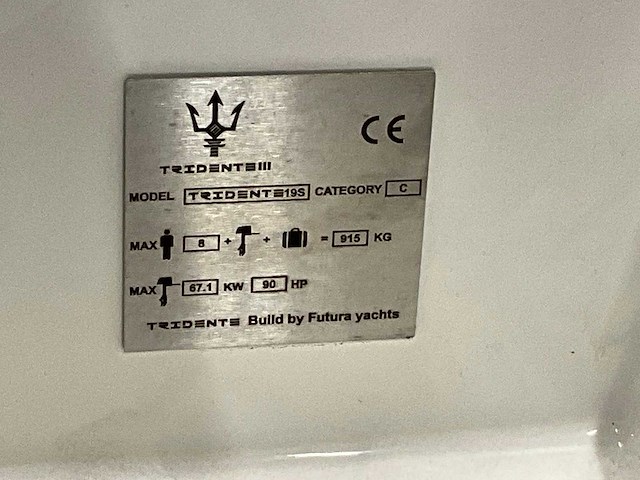 CE
TRIDENTE III
MODEL TRIDENTE19S CATEGORY C
MAX 8 + + = 915 KG
MAX 67.1 KW 90 HP
TRIDENTE Build by Futura yachts